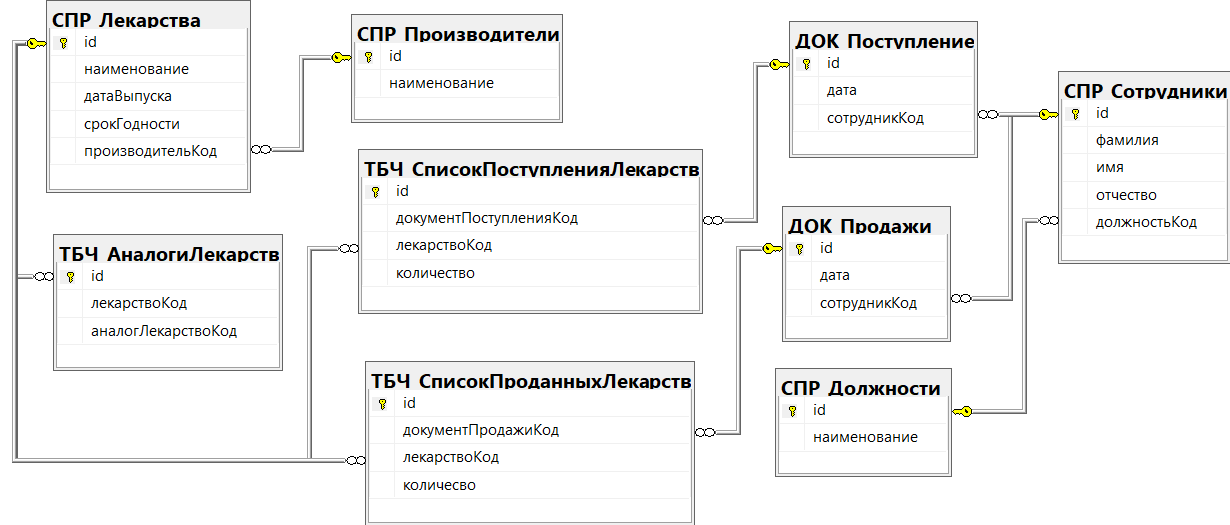 СПР_Лекарства
id
наименование
датаВыпуска
срокГодности
производительКод
СПР_Производители
id
наименование
ДОК_Поступление
id
дата
сотрудникКод
СПР_Сотрудники
id
фамилия
имя
отчество
должностьКод
ТБЧ_СписокПоступленияЛекарств
id
документПоступленияКод
лекарствоКод
количество
ДОК_Продажи
id
дата
сотрудникКод
ТБЧ_АналогиЛекарств
id
лекарствоКод
аналогЛекарствоКод
ТБЧ_СписокПроданныхЛекарств
id
документПродажиКод
лекарствоКод
количесво
СПР_Должности
id
наименование